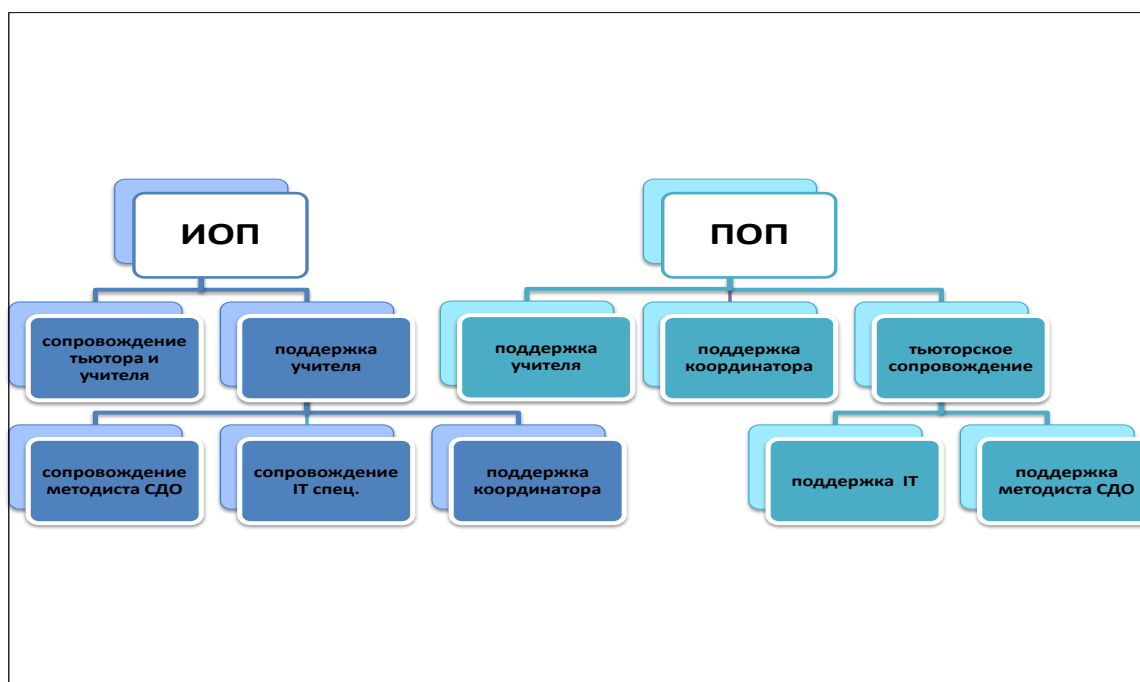 ИОП
ПОП
сопровождение
тьютора и
учителя
поддержка
учителя
поддержка
учителя
поддержка
координатора
тьюторское
сопровождение
сопровождение
методиста СДО
сопровождение
IT спец.
поддержка
координатора
поддержка IT
поддержка
методиста СДО